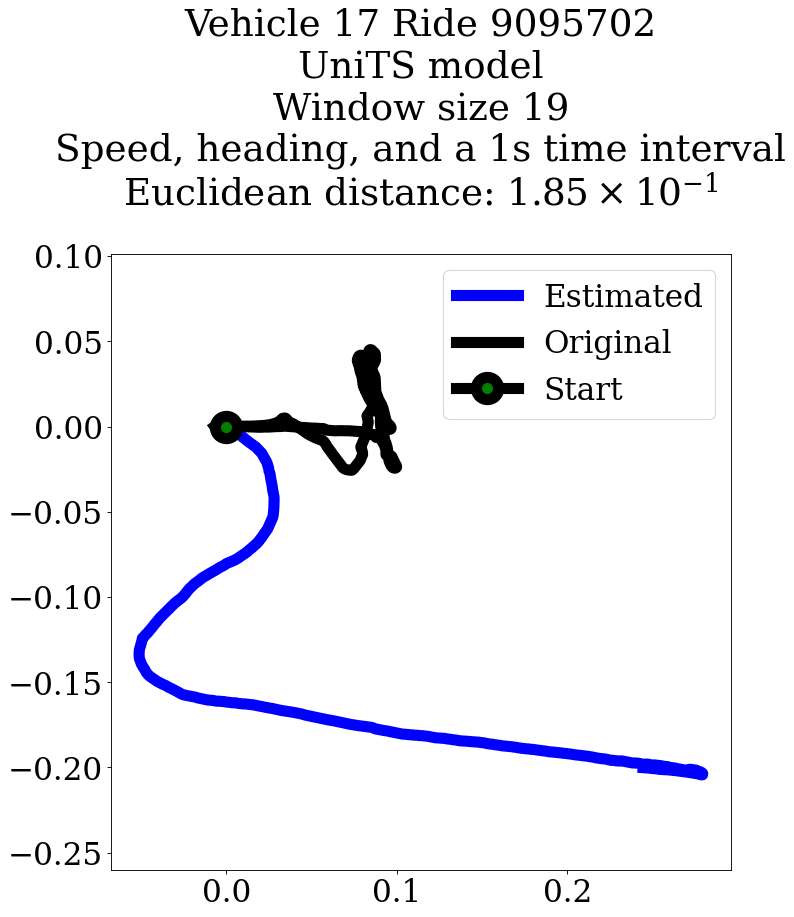 Vehicle 17 Ride 9095702
UniTS model
Window size 19
Speed, heading, and a 1s time interval
Euclidean distance: 1.85 × 10⁻¹
0.10
0.05
0.00
−0.05
−0.10
−0.15
−0.20
−0.25
Estimated
Original
Start
0.0 0.1 0.2